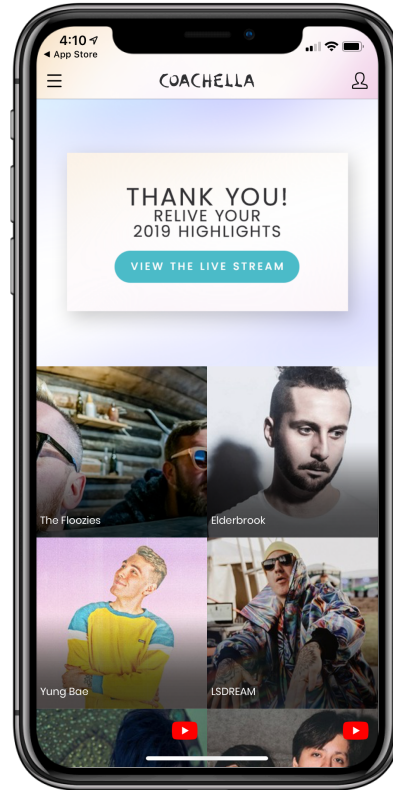 4:10
◀ App Store
COACHELLA
THANK YOU!
RELIVE YOUR
2019 HIGHLIGHTS
VIEW THE LIVE STREAM
The Floozies
Elderbrook
Yung Bae
LSDREAM